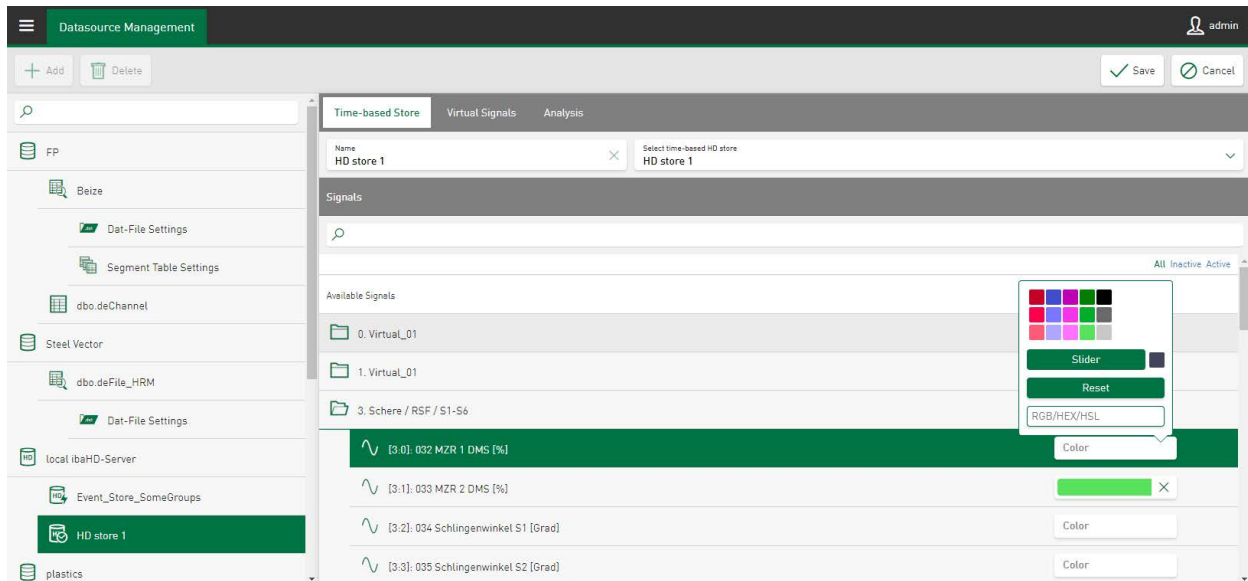 Datasource Management
admin
Add
Delete
Save
Cancel
FP
Beize
Dat-File Settings
Segment Table Settings
dbo.deChannel
Steel Vector
dbo.deFile_HRM
Dat-File Settings
local ibaHD-Server
Event_Store_SomeGroups
HD store 1
plastics
Time-based Store Virtual Signals Analysis
Name
HD store 1
Select time-based HD store
HD store 1
Signals
All Inactive Active
Available Signals
0. Virtual_01
1. Virtual_01
3. Schere / RSF / S1-S6
Slider
Reset
RGB/HEX/HSL
[3:0]: 032 MZR 1 DMS [%] Color
[3:1]: 033 MZR 2 DMS [%]
[3:2]: 034 Schlingenwinkel S1 [Grad] Color
[3:3]: 035 Schlingenwinkel S2 [Grad] Color